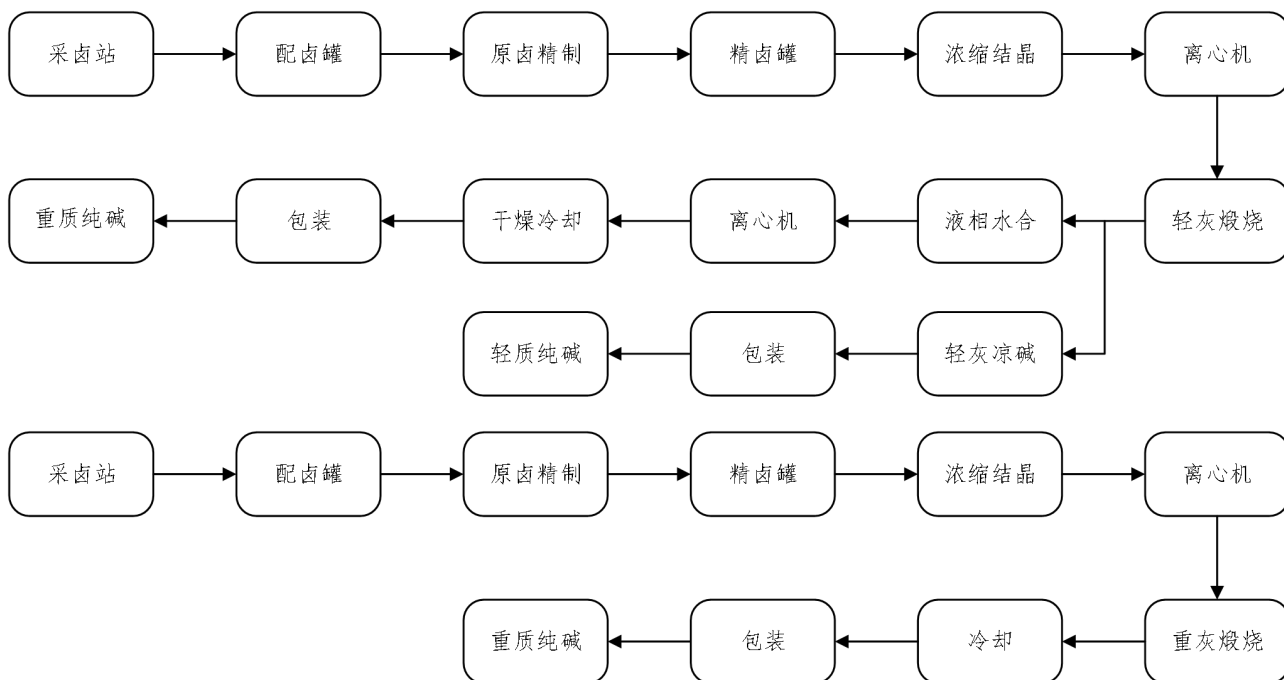 采卤站 配卤罐 原卤精制 精卤罐 浓缩结晶 离心机
重质纯碱 包装 干燥冷却 离心机 液相水合 轻灰煅烧
轻质纯碱 包装 轻灰凉碱
采卤站 配卤罐 原卤精制 精卤罐 浓缩结晶 离心机
重质纯碱 包装 冷却 重灰煅烧